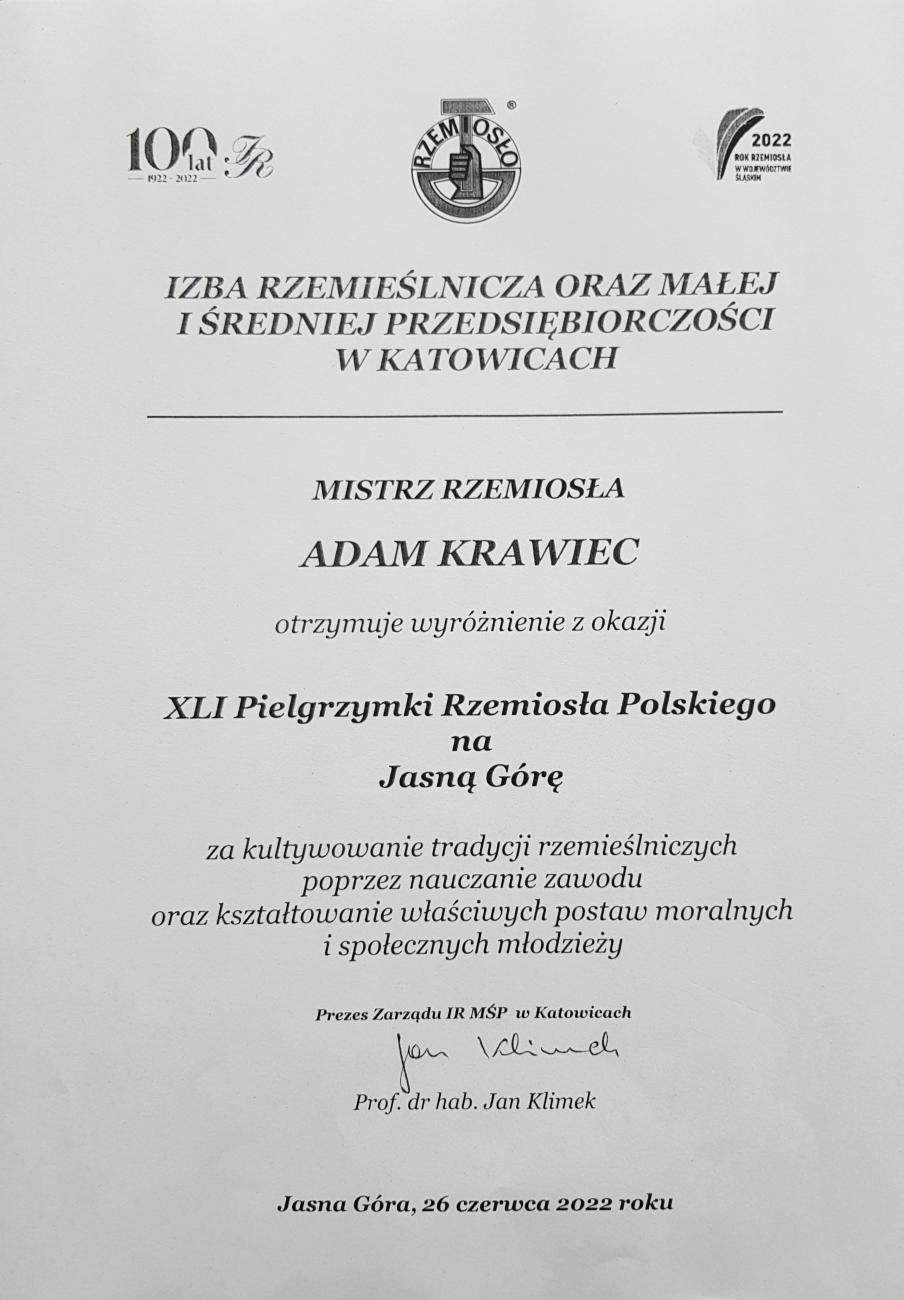 100 lat
1922 - 2022
IR
RZEMIOSŁO
®
2022
ROK RZEMIOSŁA
W WOJEWÓDZTWIE
ŚLĄSKIM
IZBA RZEMIEŚLNICZA ORAZ MAŁEJ
I ŚREDNIEJ PRZEDSIĘBIORCZOŚCI
W KATOWICACH
MISTRZ RZEMIOSŁA
ADAM KRAWIEC
otrzymuje wyróżnienie z okazji
XLI Pielgrzymki Rzemiosła Polskiego
na
Jasną Górę
za kultywowanie tradycji rzemieślniczych
poprzez nauczanie zawodu
oraz kształtowanie właściwych postaw moralnych
i społecznych młodzieży
Prezes Zarządu IR MŚP w Katowicach
Jan Klimek
Prof. dr hab. Jan Klimek
Jasna Góra, 26 czerwca 2022 roku